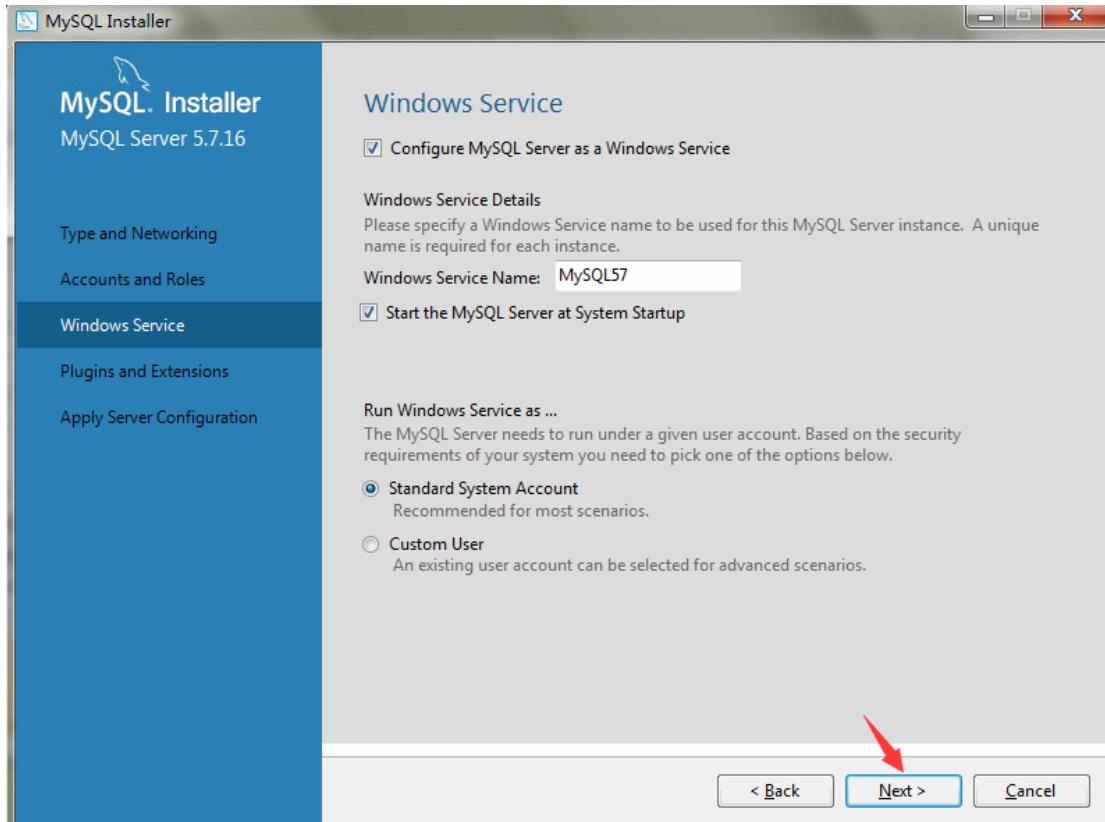 MySQL Installer
MySQL. Installer
MySQL Server 5.7.16
Type and Networking
Accounts and Roles
Windows Service
Plugins and Extensions
Apply Server Configuration
Windows Service
Configure MySQL Server as a Windows Service
Windows Service Details
Please specify a Windows Service name to be used for this MySQL Server instance. A unique
name is required for each instance.
Windows Service Name: MySQL57
Start the MySQL Server at System Startup
Run Windows Service as ...
The MySQL Server needs to run under a given user account. Based on the security
requirements of your system you need to pick one of the options below.
Standard System Account
Recommended for most scenarios.
Custom User
An existing user account can be selected for advanced scenarios.
< Back Next > Cancel